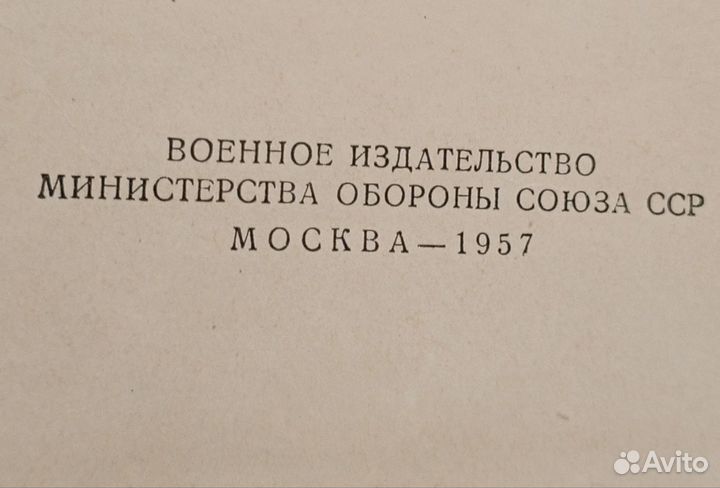 ВОЕННОЕ ИЗДАТЕЛЬСТВО
МИНИСТЕРСТВА ОБОРОНЫ СОЮЗА ССР
МОСКВА — 1957
Avito